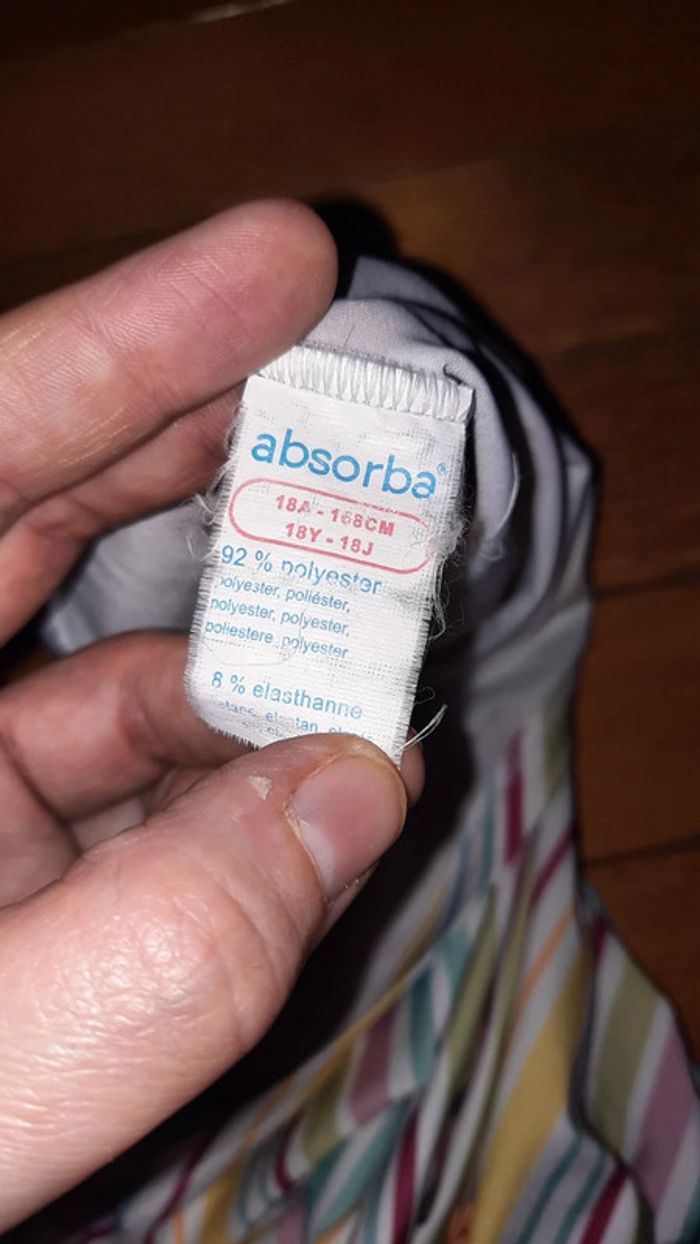 absorba®
18A - 168CM
18Y - 18J
92 % polyester
polyester, poliéster,
polyester, polyester,
poliestere polyester
8 % elasthanne